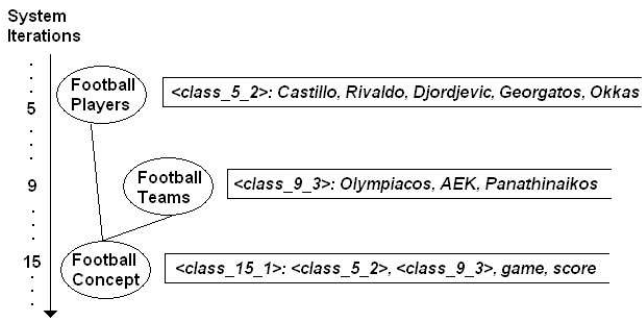 System
Iterations
Football
Players
5
<class_5_2>: Castillo, Rivaldo, Djordjevic, Georgatos, Okkas
9
Football
Teams
<class_9_3>: Olympiacos, AEK, Panathinaikos
15
Football
Concept
<class_15_1>: <class_5_2>, <class_9_3>, game, score